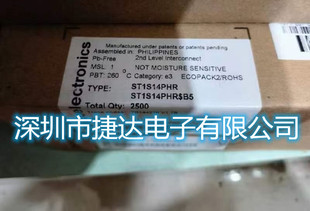 electronics
Manufactured under patents or patents pending
Assembled in PHILIPPINES
Pb-Free 2nd Level Interconnect
MSL: 1 NOT MOISTURE SENSITIVE
PBT: 260 °C Category: e3 ECOPACK2/ROHS
TYPE: ST1S14PHR
ST1S14PHR$B5
Total Qty: 2500
深圳市捷达电子有限公司